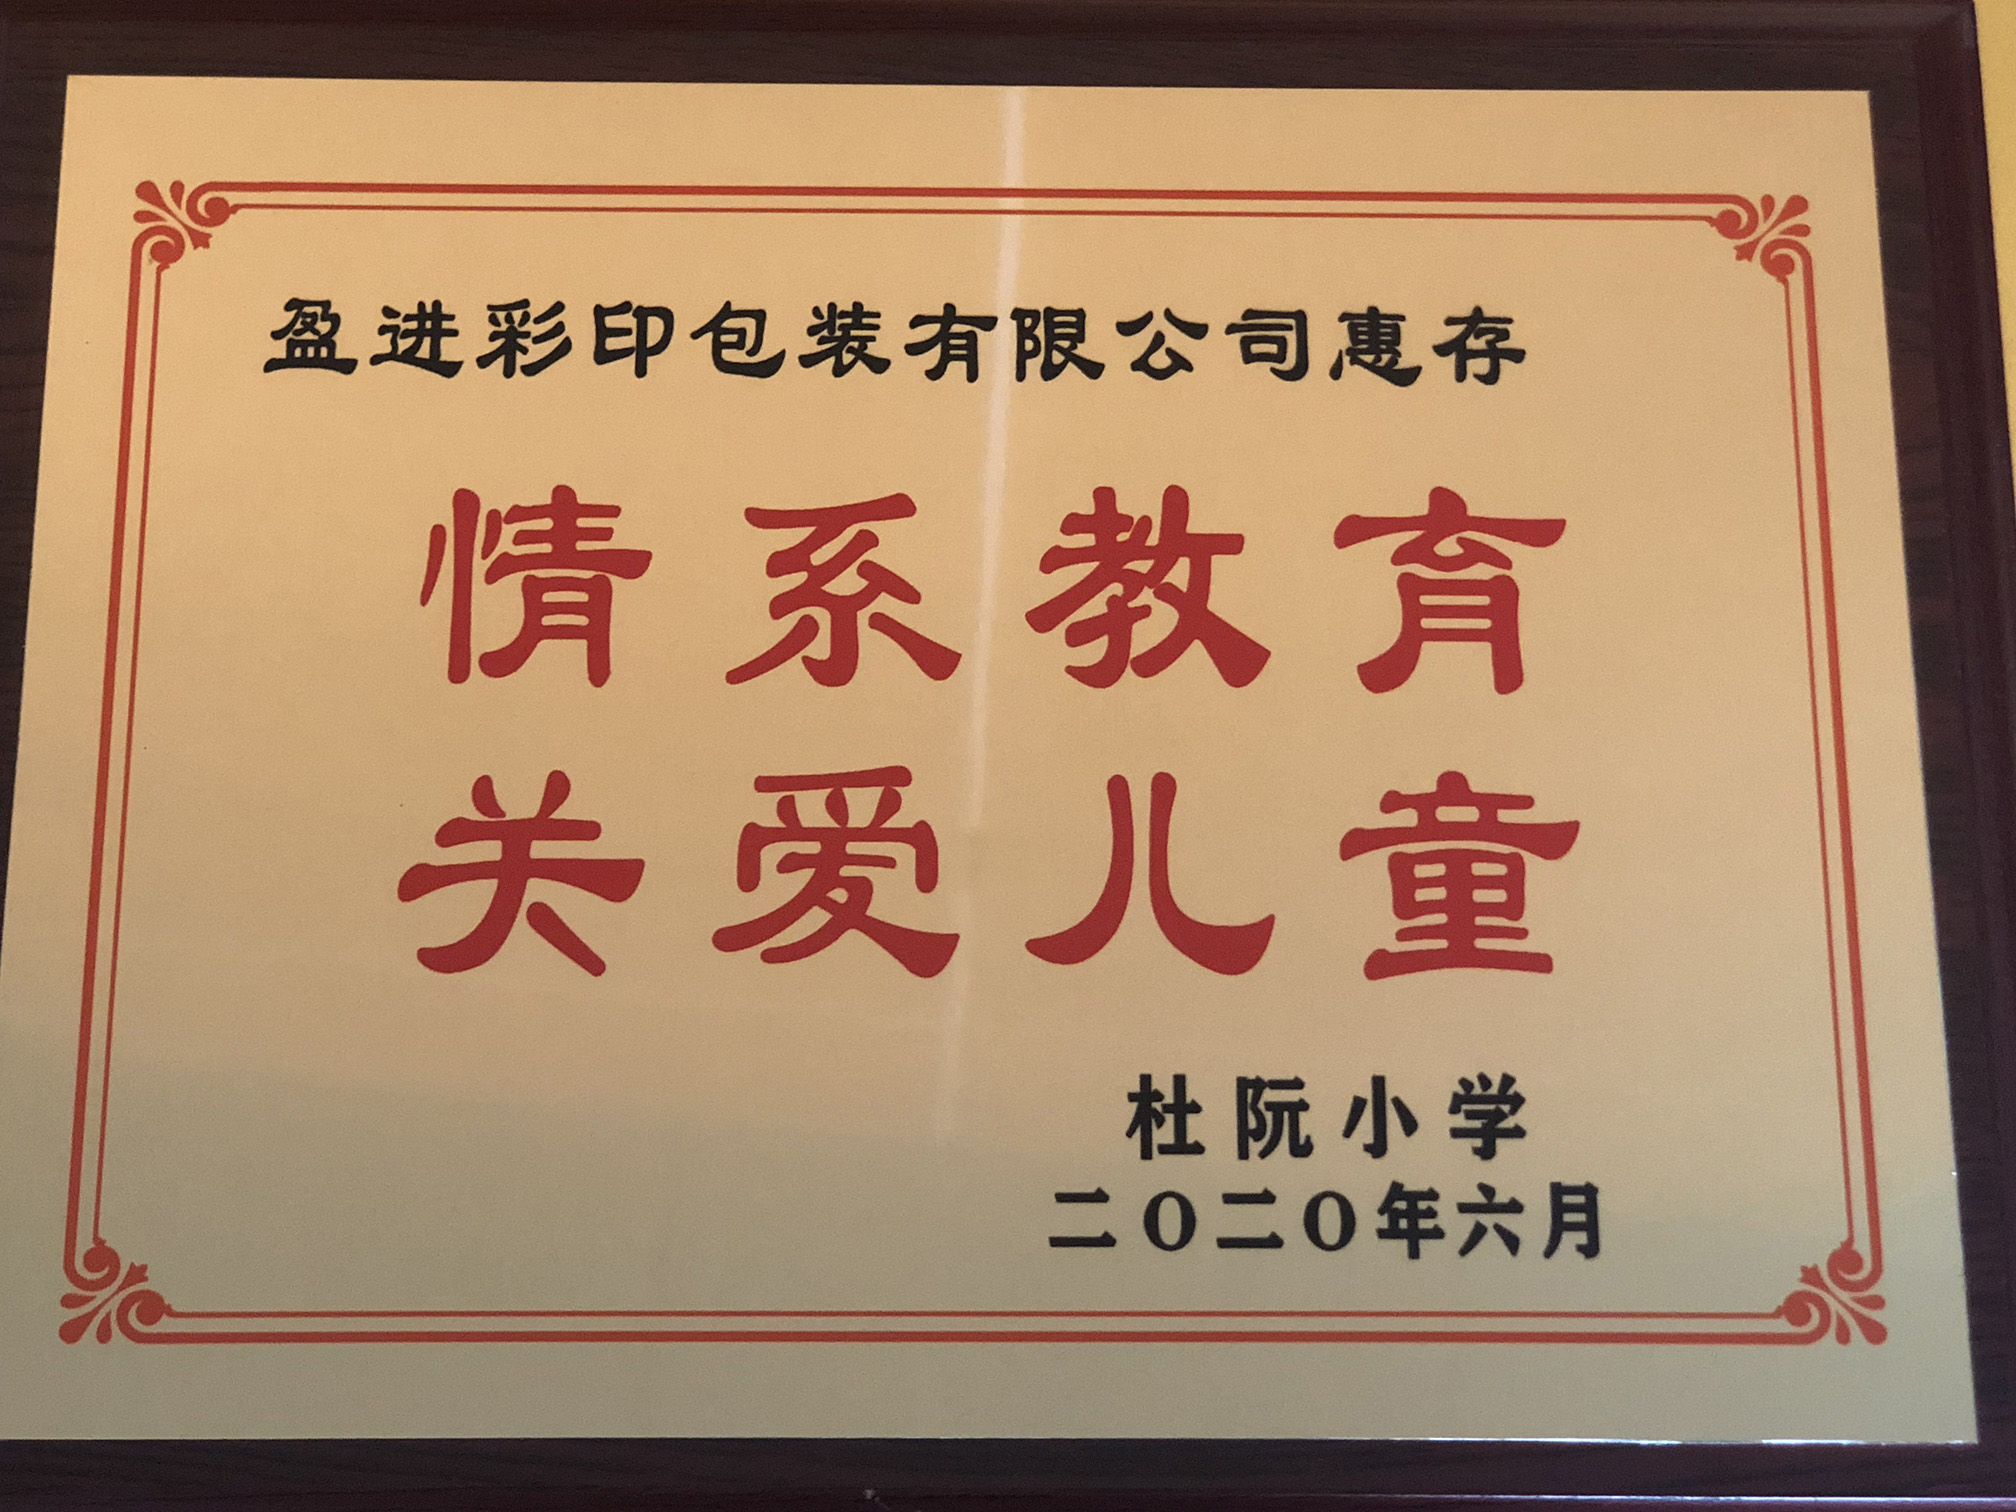 盈进彩印包装有限公司惠存
情系教育
关爱儿童
杜阮小学
二〇二〇年六月